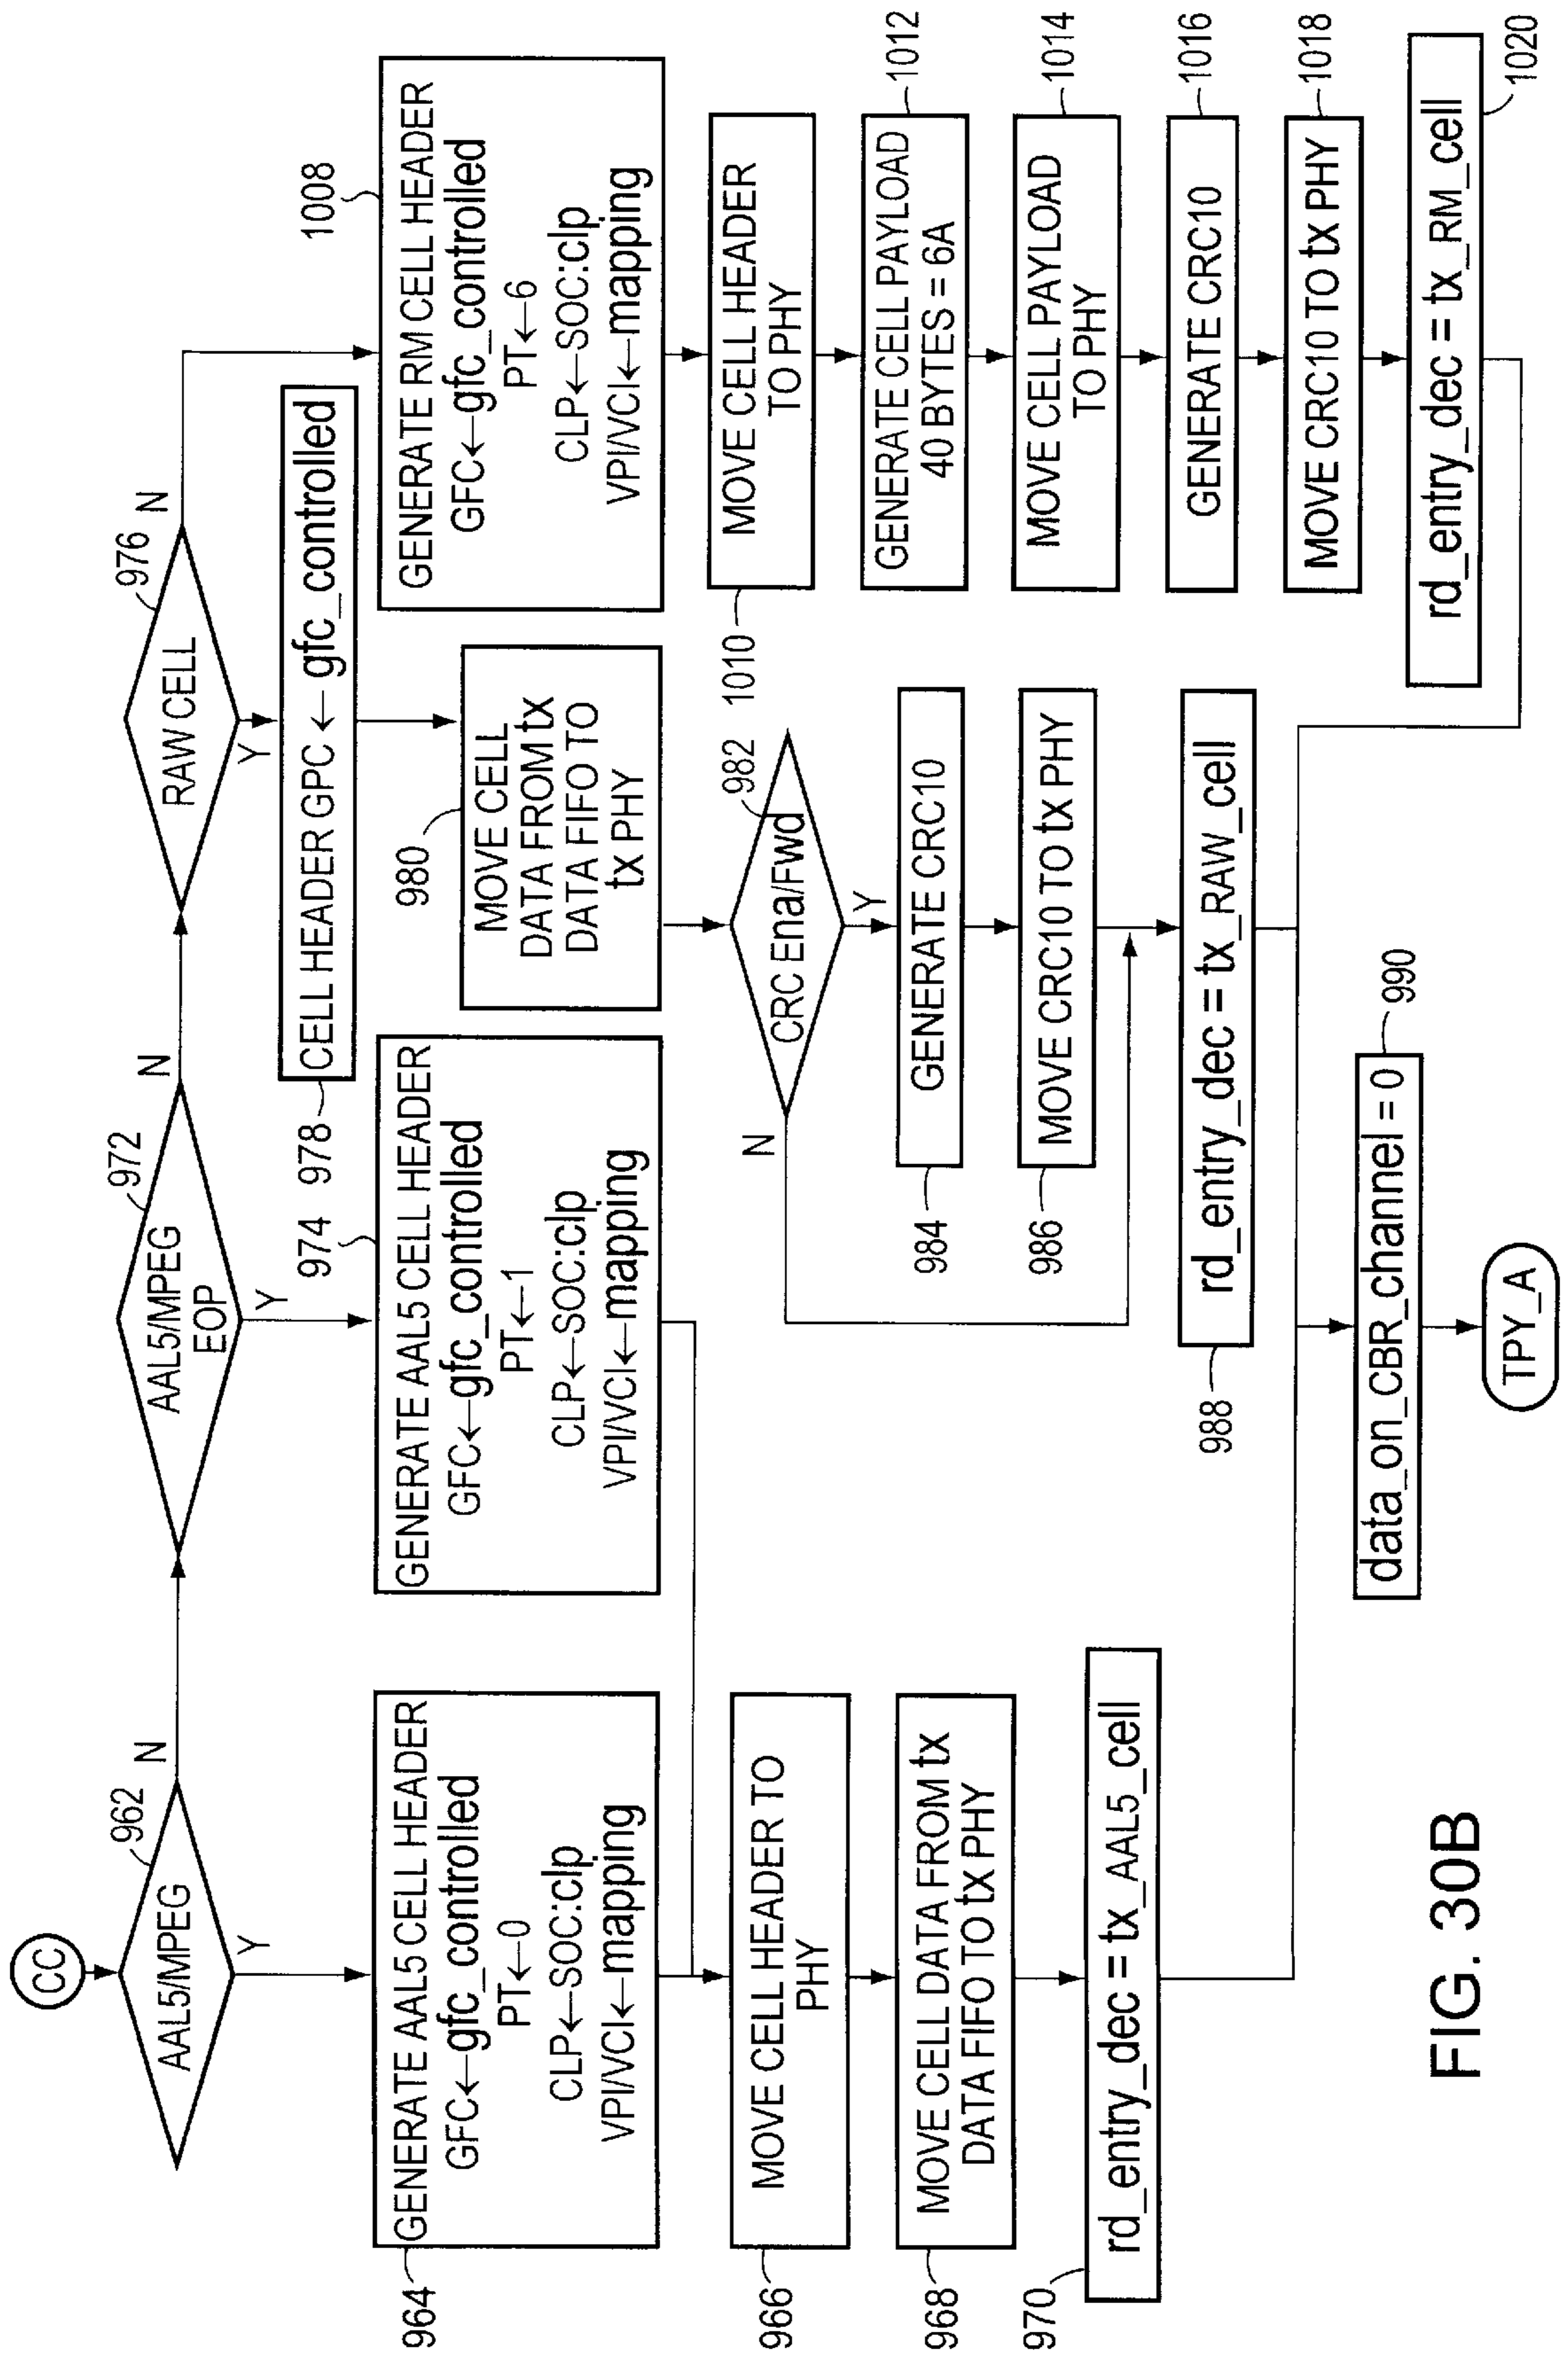 CC
AAL5/MPEG
962
Y
N
GENERATE AAL5 CELL HEADER
GFC←gfc_controlled
PT←0
CLP←SOC:clp
VPI/VCI←mapping
964
MOVE CELL HEADER TO
PHY
966
MOVE CELL DATA FROM tx
DATA FIFO TO tx PHY
968
rd_entry_dec = tx_AAL5_cell
970
AAL5/MPEG
EOP
972
Y
N
GENERATE AAL5 CELL HEADER
GFC←gfc_controlled
PT←1
CLP←SOC:clp
VPI/VCI←mapping
974
RAW CELL
976
Y
N
CELL HEADER GPC ← gfc_controlled
978
MOVE CELL
DATA FROM tx
DATA FIFO TO
tx PHY
980
CRC Ena/Fwd
982
N
Y
GENERATE CRC10
984
MOVE CRC10 TO tx PHY
986
rd_entry_dec = tx_RAW_cell
988
GENERATE RM CELL HEADER
GFC←gfc_controlled
PT←6
CLP←SOC:clp
VPI/VCI←mapping
1008
MOVE CELL HEADER
TO PHY
1010
GENERATE CELL PAYLOAD
40 BYTES = 6A
1012
MOVE CELL PAYLOAD
TO PHY
1014
GENERATE CRC10
1016
MOVE CRC10 TO tx PHY
1018
rd_entry_dec = tx_RM_cell
1020
data_on_CBR_channel = 0
990
TPY_A
FIG. 30B